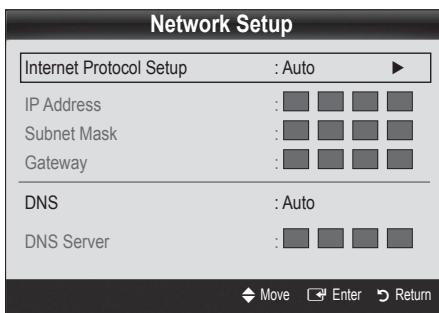 Network Setup
Internet Protocol Setup : Auto ►
IP Address :
Subnet Mask :
Gateway :
DNS : Auto
DNS Server :
Move Enter Return